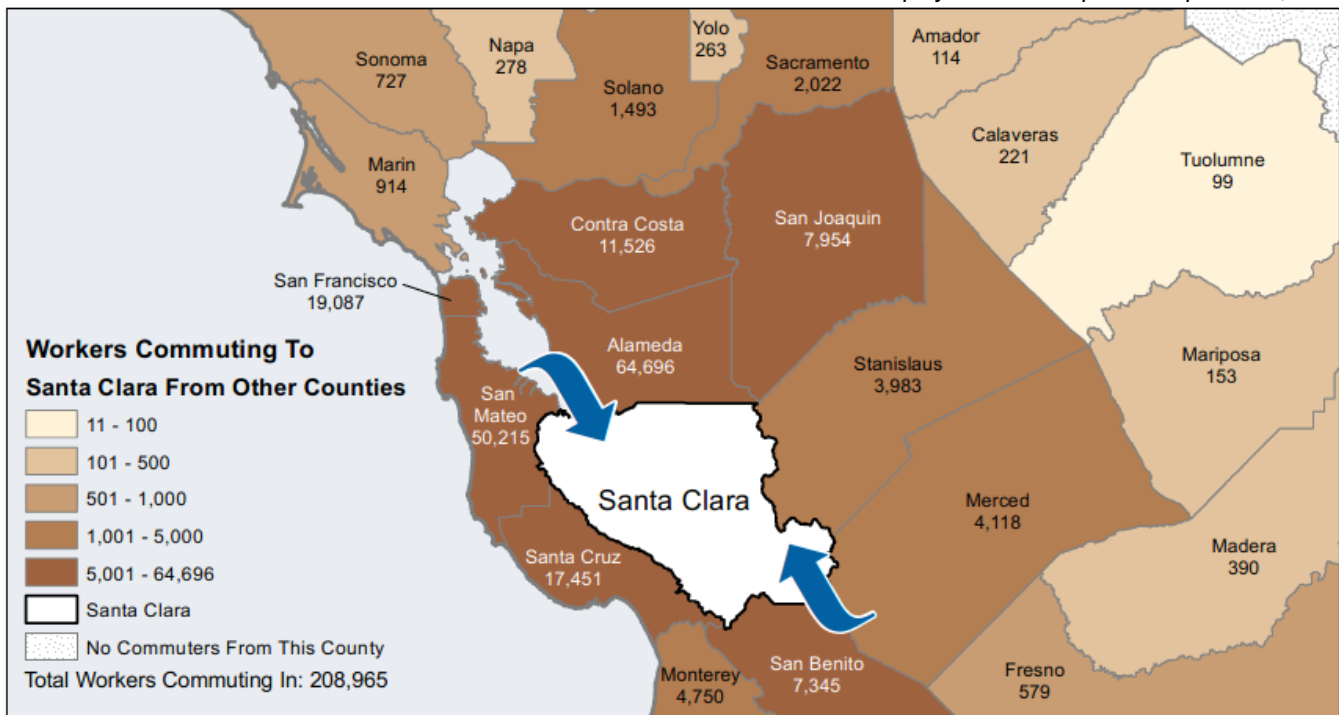 Yolo
263
Napa
278
Amador
114
Sonoma
727
Sacramento
2,022
Solano
1,493
Calaveras
221
Tuolumne
99
Marin
914
Contra Costa
11,526
San Joaquin
7,954
San Francisco
19,087
Alameda
64,696
Stanislaus
3,983
Mariposa
153
San
Mateo
50,215
Santa Clara
Merced
4,118
Santa Cruz
17,451
Madera
390
Monterey
4,750
San Benito
7,345
Fresno
579
Workers Commuting To
Santa Clara From Other Counties
11 - 100
101 - 500
501 - 1,000
1,001 - 5,000
5,001 - 64,696
Santa Clara
No Commuters From This County
Total Workers Commuting In: 208,965